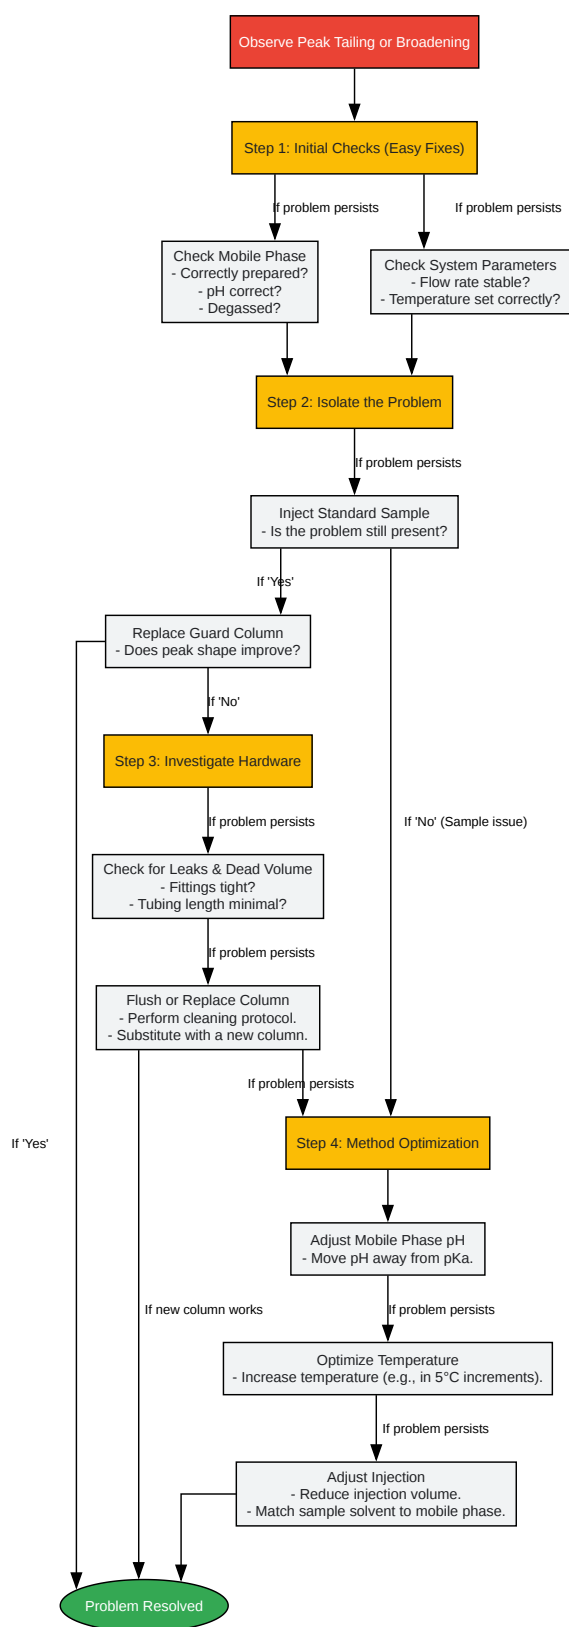 Observe Peak Tailing or Broadening
Step 1: Initial Checks (Easy Fixes)
If problem persists
If problem persists
Check Mobile Phase
- Correctly prepared?
- pH correct?
- Degassed?
Check System Parameters
- Flow rate stable?
- Temperature set correctly?
Step 2: Isolate the Problem
If problem persists
Inject Standard Sample
- Is the problem still present?
If 'Yes'
Replace Guard Column
- Does peak shape improve?
If 'No'
Step 3: Investigate Hardware
If problem persists
If 'No' (Sample issue)
Check for Leaks & Dead Volume
- Fittings tight?
- Tubing length minimal?
If problem persists
Flush or Replace Column
- Perform cleaning protocol.
- Substitute with a new column.
If problem persists
If 'Yes'
Step 4: Method Optimization
Adjust Mobile Phase pH
- Move pH away from pKa.
If new column works
If problem persists
Optimize Temperature
- Increase temperature (e.g., in 5°C increments).
If problem persists
Adjust Injection
- Reduce injection volume.
- Match sample solvent to mobile phase.
Problem Resolved